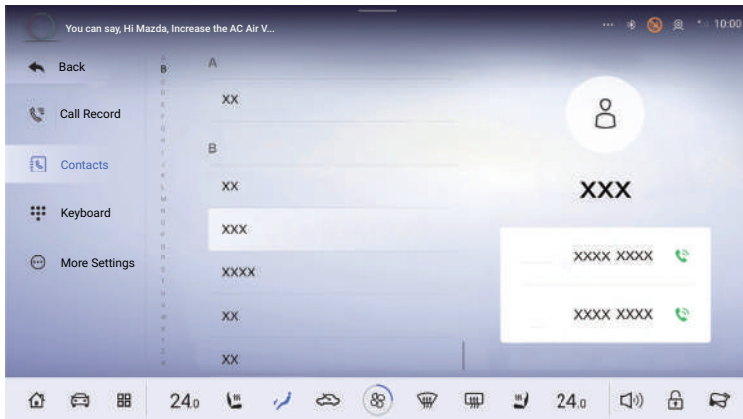 You can say, Hi Mazda, Increase the AC Air V...
10:00
Back
Call Record
Contacts
Keyboard
More Settings
B
A
XX
B
XX
XXX
XXXX
XX
XX
XXX
XXXX XXXX
XXXX XXXX
24.0
24.0